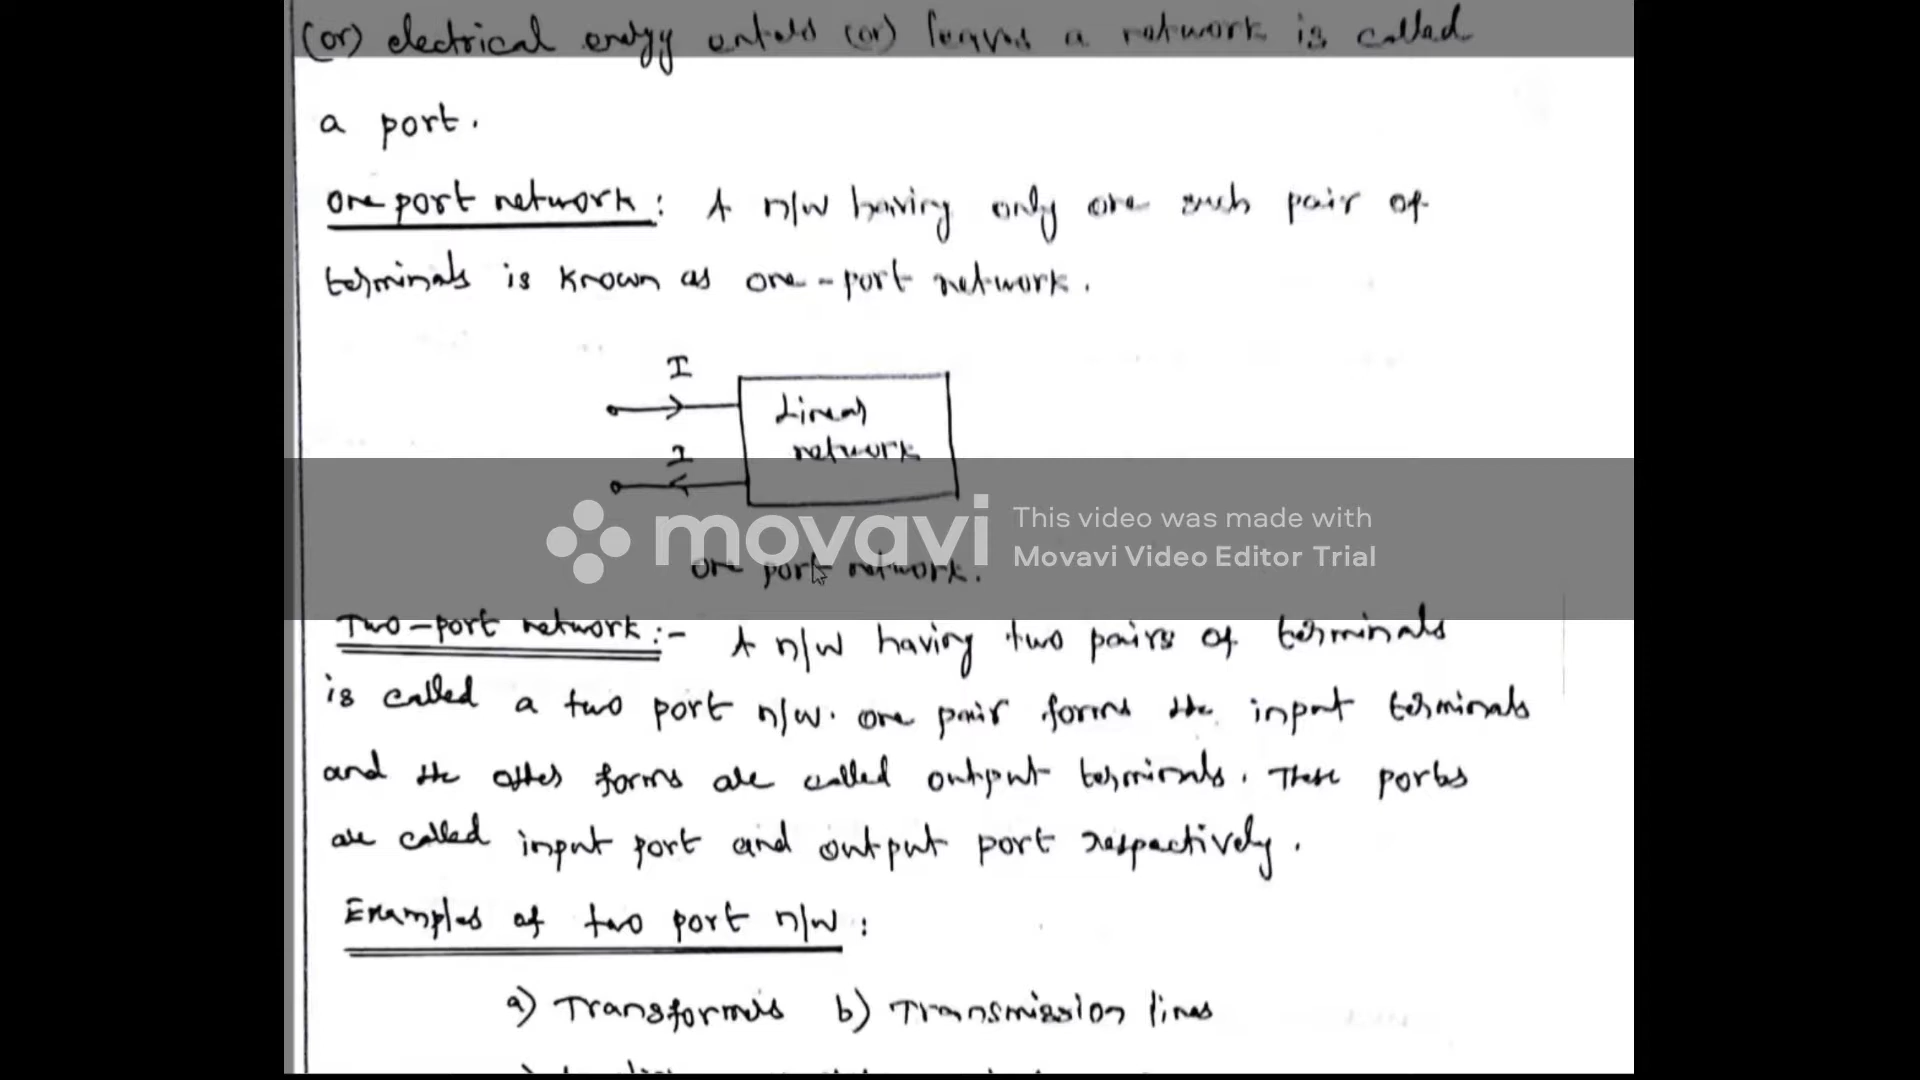 (or) electrical energy enters (or) leaves a network is called
a port.
one port network: A n/w having only one such pair of
terminals is known as one-port network.
I
Linear
network
I
movavi
This video was made with
Movavi Video Editor Trial
one port network.
Two-port network:- A n/w having two pairs of terminals
is called a two port n/w. one pair forms the input terminals
and the other forms are called output terminals. These ports
are called input port and output port respectively.
Examples of two port n/w:
a) Transformers b) Transmission lines